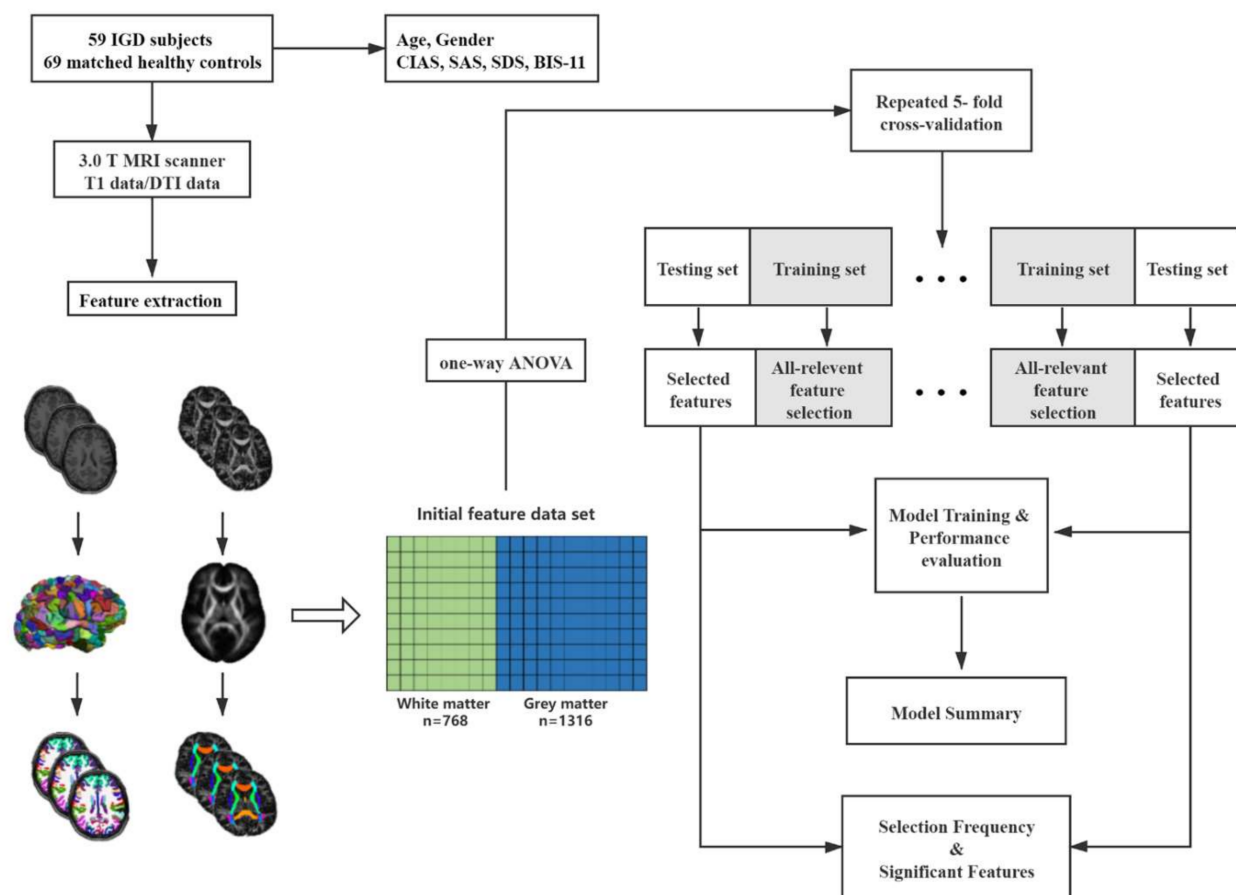 59 IGD subjects
69 matched healthy controls
Age, Gender
CIAS, SAS, SDS, BIS-11
3.0 T MRI scanner
T1 data/DTI data
Feature extraction
Initial feature data set
White matter
n=768
Grey matter
n=1316
one-way ANOVA
Repeated 5- fold
cross-validation
Testing set
Training set
• • •
Training set
Testing set
Selected
features
All-relevent
feature
selection
• • •
All-relevant
feature
selection
Selected
features
Model Training &
Performance
evaluation
Model Summary
Selection Frequency
&
Significant Features